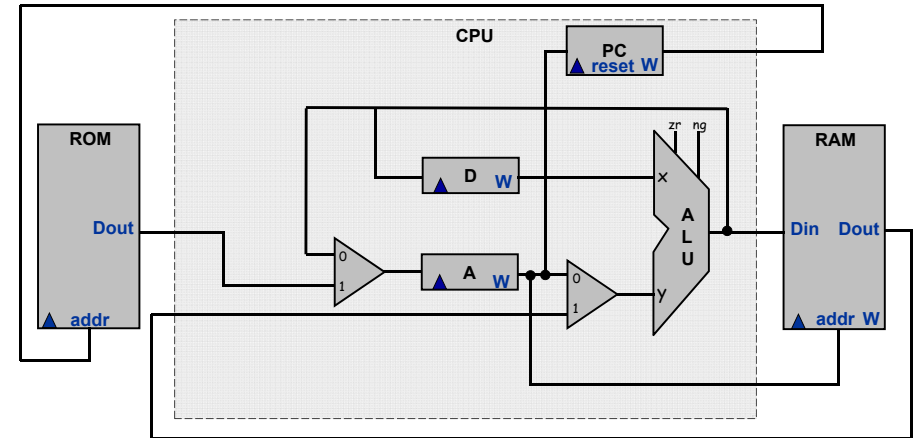 CPU
PC
reset W
ROM
Dout
addr
zr ng
D
W
x
A
L
U
y
0
1
A
W
0
1
RAM
Din Dout
addr W